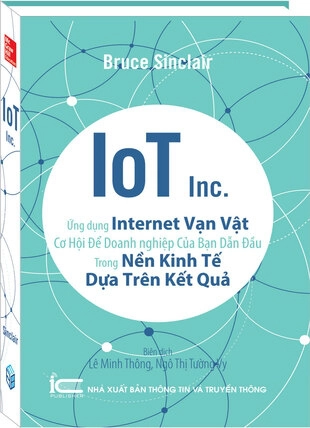 Bruce Sinclair
IoT Inc.
Ứng dụng Internet Vạn Vật
Cơ Hội Để Doanh nghiệp Của Bạn Dẫn Đầu
Trong Nền Kinh Tế
Dựa Trên Kết Quả
Biên dịch
Lê Minh Thông, Ngô Thị Tường Vy
PUBLISHER
NHÀ XUẤT BẢN THÔNG TIN VÀ TRUYỀN THÔNG
IoT
Inc.
Sinclair